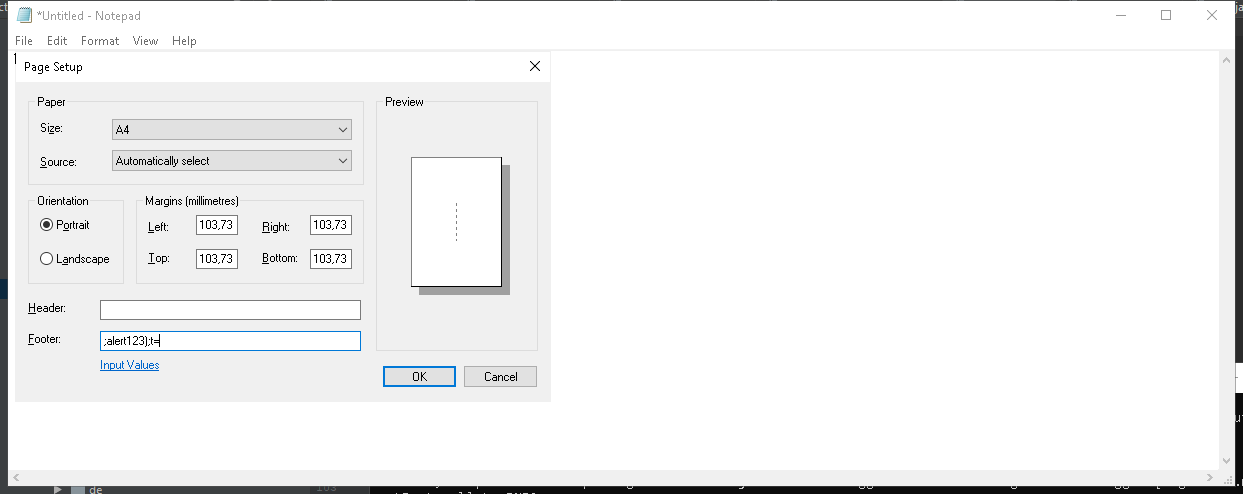 *Untitled - Notepad
File Edit Format View Help
Page Setup
Paper
Size: A4
Source: Automatically select
Orientation
Portrait
Landscape
Margins (millimetres)
Left: 103,73 Right: 103,73
Top: 103,73 Bottom: 103,73
Preview
Header:
Footer: ;alert123);t=
Input Values
OK Cancel
de